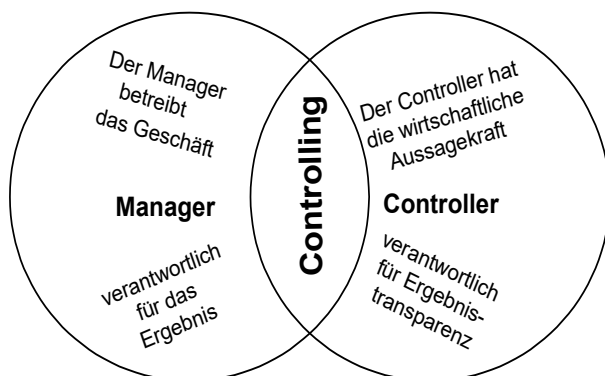 Der Manager
betreibt
das Geschäft
Manager
verantwortlich
für das
Ergebnis
Controlling
Der Controller hat
die wirtschaftliche
Aussagekraft
Controller
verantwortlich
für Ergebnis-
transparenz